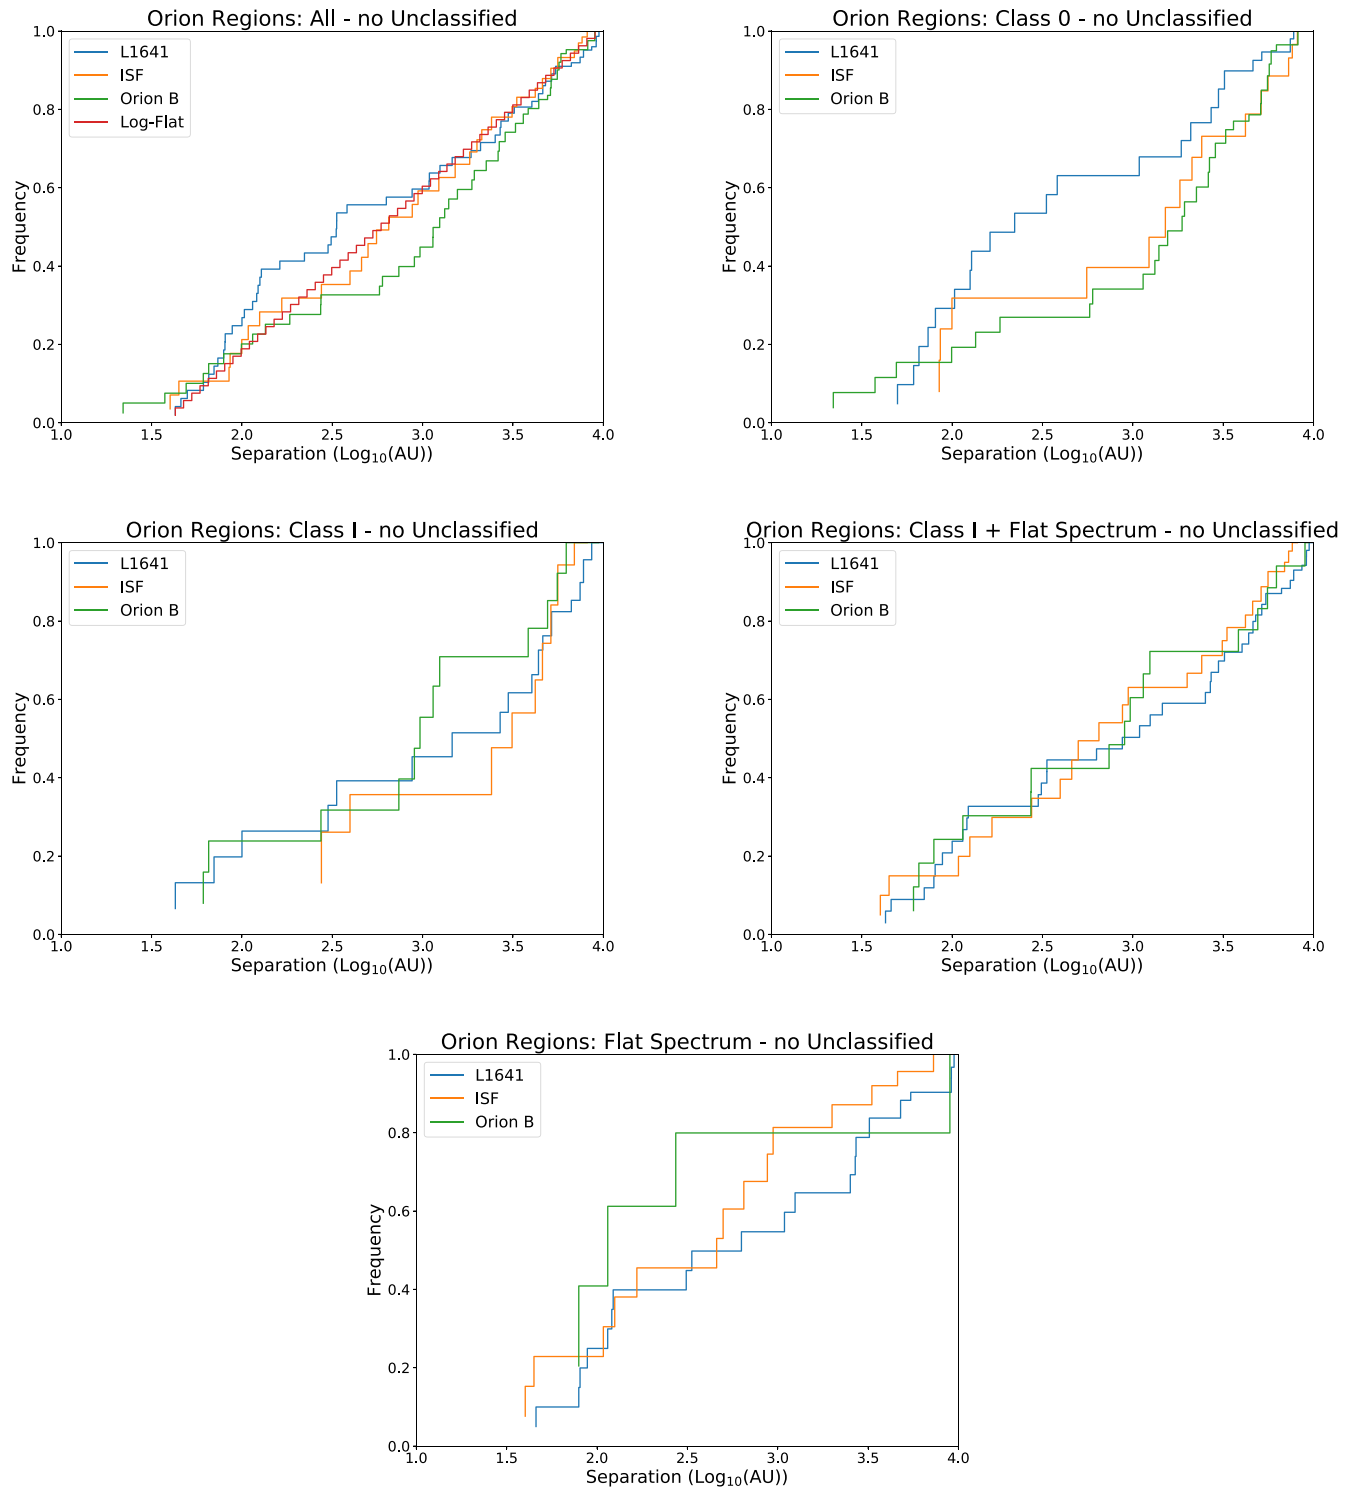 Orion Regions: All - no Unclassified
L1641
ISF
Orion B
Log-Flat
Frequency
1.0
0.8
0.6
0.4
0.2
0.0
1.0 1.5 2.0 2.5 3.0 3.5 4.0
Separation (Log₁₀(AU))
Orion Regions: Class 0 - no Unclassified
L1641
ISF
Orion B
Frequency
1.0
0.8
0.6
0.4
0.2
0.0
1.0 1.5 2.0 2.5 3.0 3.5 4.0
Separation (Log₁₀(AU))
Orion Regions: Class I - no Unclassified
L1641
ISF
Orion B
Frequency
1.0
0.8
0.6
0.4
0.2
0.0
1.0 1.5 2.0 2.5 3.0 3.5 4.0
Separation (Log₁₀(AU))
Orion Regions: Class I + Flat Spectrum - no Unclassified
L1641
ISF
Orion B
Frequency
1.0
0.8
0.6
0.4
0.2
0.0
1.0 1.5 2.0 2.5 3.0 3.5 4.0
Separation (Log₁₀(AU))
Orion Regions: Flat Spectrum - no Unclassified
L1641
ISF
Orion B
Frequency
1.0
0.8
0.6
0.4
0.2
0.0
1.0 1.5 2.0 2.5 3.0 3.5 4.0
Separation (Log₁₀(AU))